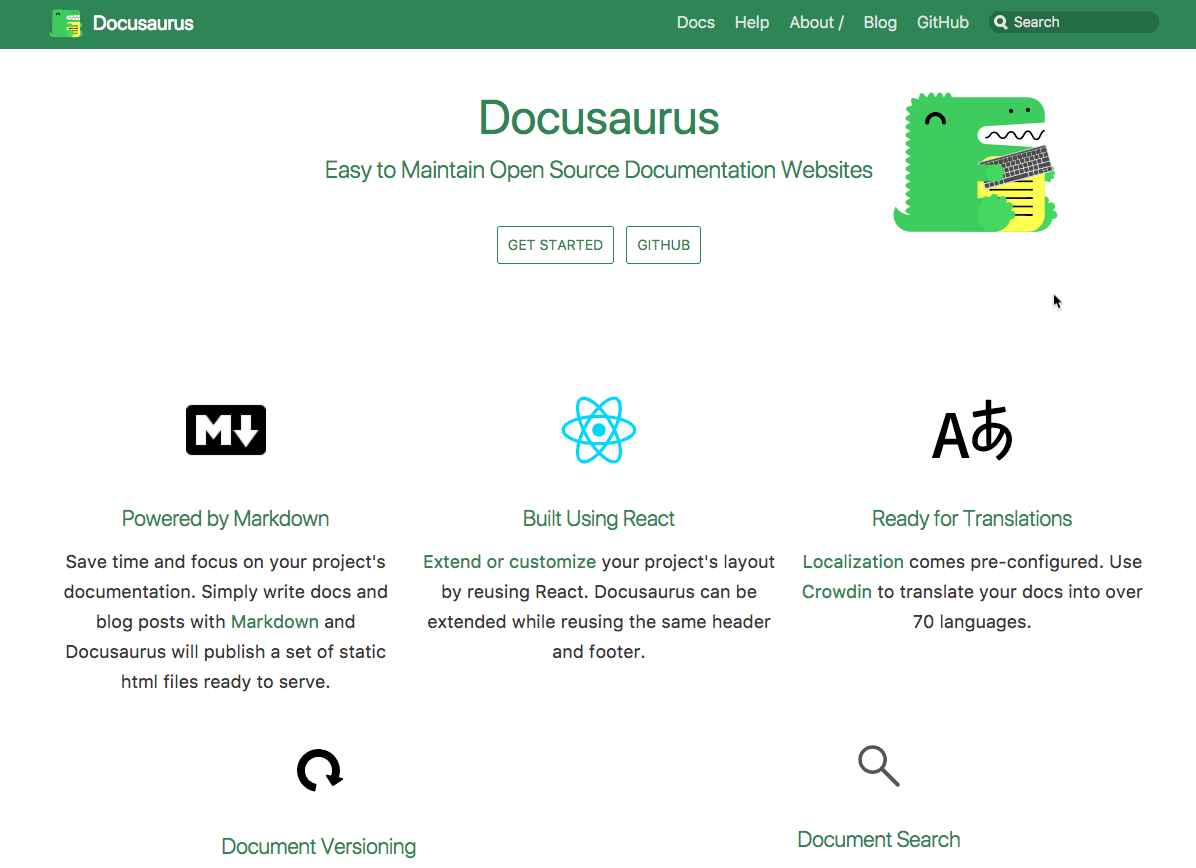 Docusaurus
Docs Help About / Blog GitHub Search
Docusaurus
Easy to Maintain Open Source Documentation Websites
GET STARTED GITHUB
M
Aあ
Powered by Markdown
Save time and focus on your project's
documentation. Simply write docs and
blog posts with Markdown and
Docusaurus will publish a set of static
html files ready to serve.
Built Using React
Extend or customize your project's layout
by reusing React. Docusaurus can be
extended while reusing the same header
and footer.
Ready for Translations
Localization comes pre-configured. Use
Crowdin to translate your docs into over
70 languages.
Document Versioning
Document Search